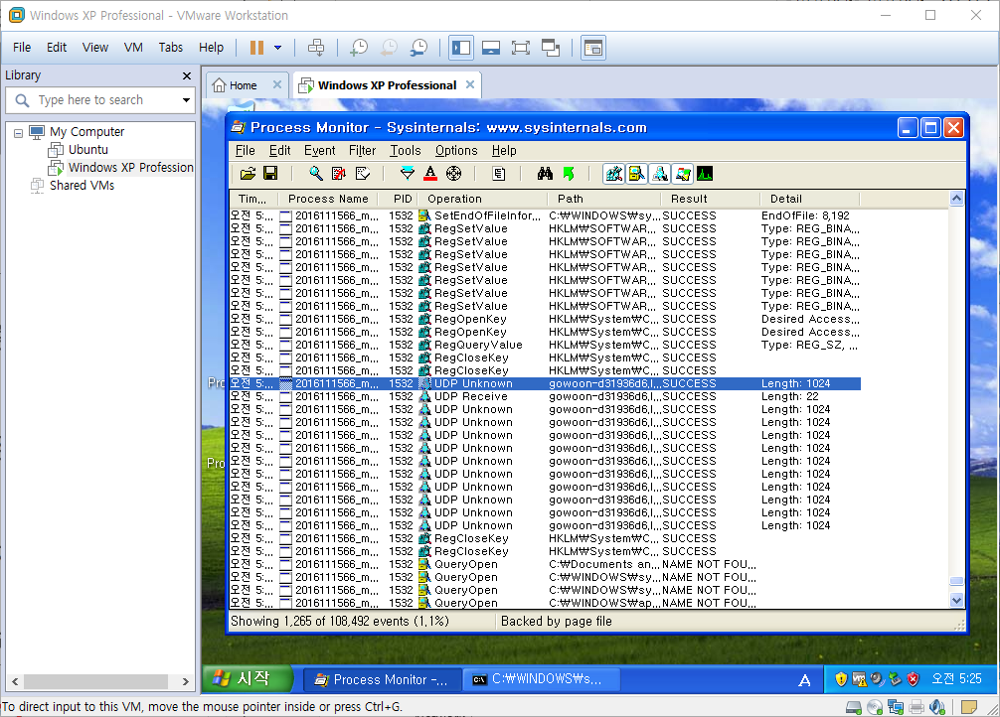 Windows XP Professional - VMware Workstation
File Edit View VM Tabs Help
Library
Type here to search
My Computer
Ubuntu
Windows XP Profession
Shared VMs
Home Windows XP Professional
Process Monitor - Sysinternals: www.sysinternals.com
File Edit Event Filter Tools Options Help
Tim... Process Name PID Operation Path Result Detail
오전 5:... 2016111566_m... 1532 SetEndOfFileInfor... C:₩WINDOWS₩sy... SUCCESS EndOfFile: 8,192
오전 5:... 2016111566_m... 1532 RegSetValue HKLM₩SOFTWAR... SUCCESS Type: REG_BINA...
오전 5:... 2016111566_m... 1532 RegSetValue HKLM₩SOFTWAR... SUCCESS Type: REG_BINA...
오전 5:... 2016111566_m... 1532 RegSetValue HKLM₩SOFTWAR... SUCCESS Type: REG_BINA...
오전 5:... 2016111566_m... 1532 RegSetValue HKLM₩SOFTWAR... SUCCESS Type: REG_BINA...
오전 5:... 2016111566_m... 1532 RegSetValue HKLM₩SOFTWAR... SUCCESS Type: REG_BINA...
오전 5:... 2016111566_m... 1532 RegSetValue HKLM₩SOFTWAR... SUCCESS Type: REG_BINA...
오전 5:... 2016111566_m... 1532 RegSetValue HKLM₩SOFTWAR... SUCCESS Type: REG_BINA...
오전 5:... 2016111566_m... 1532 RegOpenKey HKLM₩System₩C... SUCCESS Desired Access...
오전 5:... 2016111566_m... 1532 RegOpenKey HKLM₩System₩C... SUCCESS Desired Access...
오전 5:... 2016111566_m... 1532 RegQueryValue HKLM₩System₩C... SUCCESS Type: REG_SZ, ...
오전 5:... 2016111566_m... 1532 RegCloseKey HKLM₩System₩C... SUCCESS
오전 5:... 2016111566_m... 1532 RegCloseKey HKLM₩System₩C... SUCCESS
Pro 오전 5:... 2016111566_m... 1532 UDP Unknown gowoon-d31936d6.l... SUCCESS Length: 1024
오전 5:... 2016111566_m... 1532 UDP Receive gowoon-d31936d6.l... SUCCESS Length: 22
오전 5:... 2016111566_m... 1532 UDP Unknown gowoon-d31936d6.l... SUCCESS Length: 1024
오전 5:... 2016111566_m... 1532 UDP Unknown gowoon-d31936d6.l... SUCCESS Length: 1024
오전 5:... 2016111566_m... 1532 UDP Unknown gowoon-d31936d6.l... SUCCESS Length: 1024
오전 5:... 2016111566_m... 1532 UDP Unknown gowoon-d31936d6.l... SUCCESS Length: 1024
Pro 오전 5:... 2016111566_m... 1532 UDP Unknown gowoon-d31936d6.l... SUCCESS Length: 1024
오전 5:... 2016111566_m... 1532 UDP Unknown gowoon-d31936d6.l... SUCCESS Length: 1024
오전 5:... 2016111566_m... 1532 UDP Unknown gowoon-d31936d6.l... SUCCESS Length: 1024
오전 5:... 2016111566_m... 1532 UDP Unknown gowoon-d31936d6.l... SUCCESS Length: 1024
오전 5:... 2016111566_m... 1532 UDP Unknown gowoon-d31936d6.l... SUCCESS Length: 1024
오전 5:... 2016111566_m... 1532 UDP Unknown gowoon-d31936d6.l... SUCCESS Length: 1024
오전 5:... 2016111566_m... 1532 RegCloseKey HKLM₩System₩C... SUCCESS
오전 5:... 2016111566_m... 1532 RegCloseKey HKLM₩System₩C... SUCCESS
오전 5:... 2016111566_m... 1532 QueryOpen C:₩Documents an... NAME NOT FOU...
오전 5:... 2016111566_m... 1532 QueryOpen C:₩WINDOWS₩sy... NAME NOT FOU...
오전 5:... 2016111566_m... 1532 QueryOpen C:₩WINDOWS₩sy... NAME NOT FOU...
오전 5:... 2016111566_m... 1532 QueryOpen C:₩WINDOWS₩ap... NAME NOT FOU...
Showing 1,265 of 108,492 events (1.1%) Backed by page file
시작 Process Monitor -... C:₩WINDOWS₩s... A 오전 5:25
To direct input to this VM, move the mouse pointer inside or press Ctrl+G.